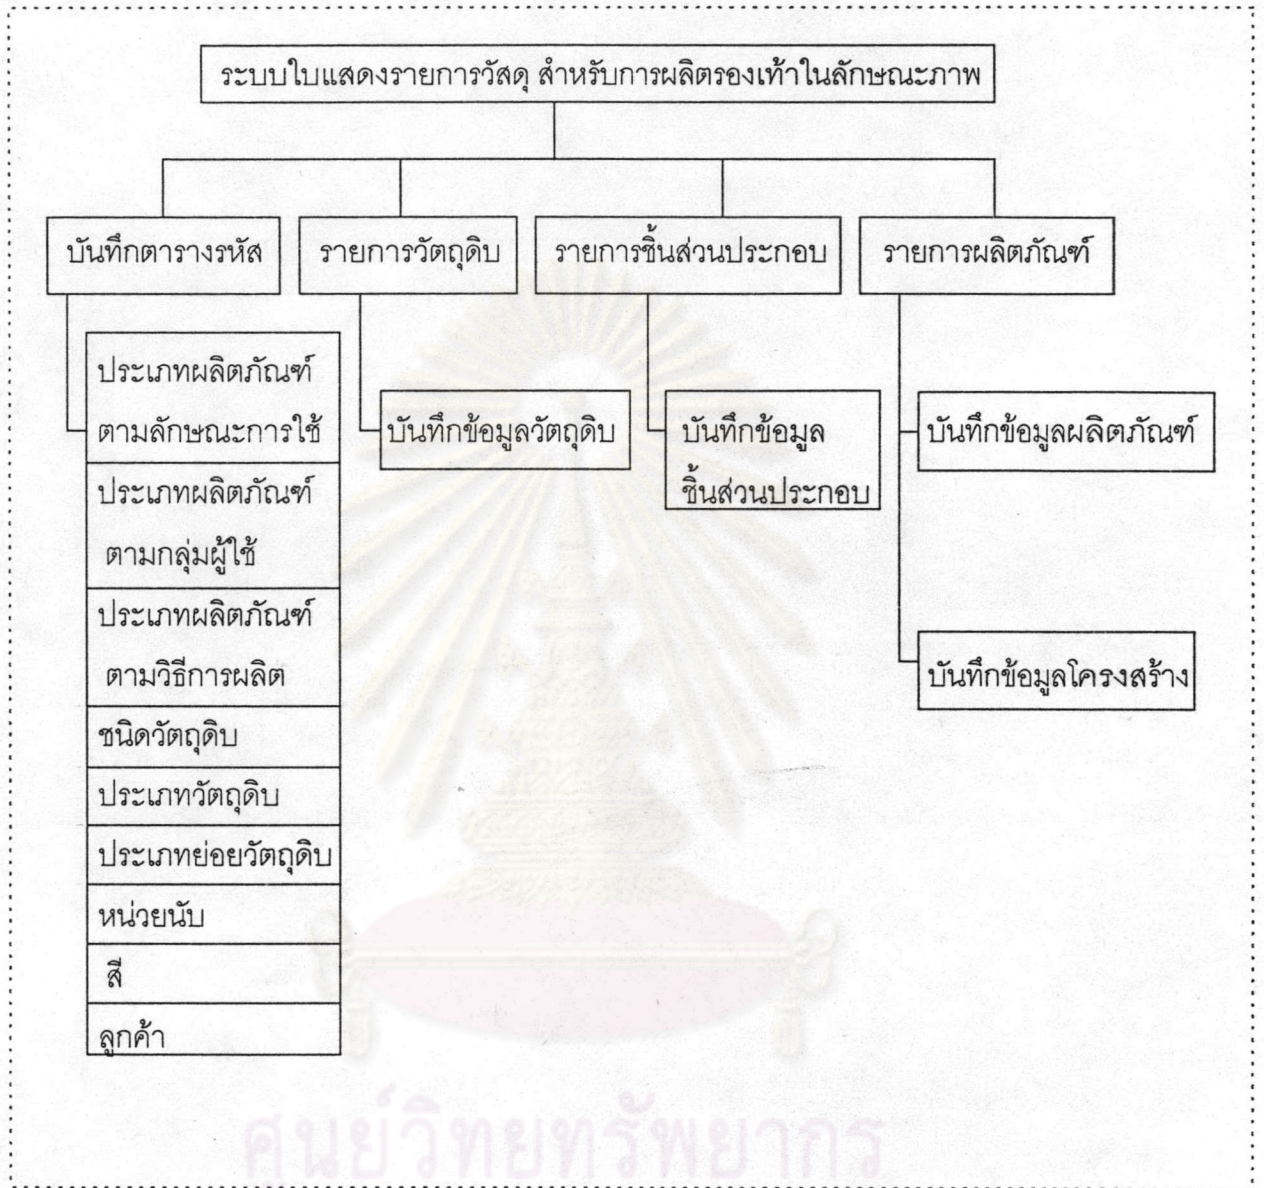 ระบบใบแสดงรายการวัสดุ สำหรับการผลิตรองเท้าในลักษณะภาพ
บันทึกตารางรหัส
รายการวัตถุดิบ
รายการชิ้นส่วนประกอบ
รายการผลิตภัณฑ์
ประเภทผลิตภัณฑ์
ตามลักษณะการใช้
ประเภทผลิตภัณฑ์
ตามกลุ่มผู้ใช้
ประเภทผลิตภัณฑ์
ตามวิธีการผลิต
ชนิดวัตถุดิบ
ประเภทวัตถุดิบ
ประเภทย่อยวัตถุดิบ
หน่วยนับ
สี
ลูกค้า
บันทึกข้อมูลวัตถุดิบ
บันทึกข้อมูล
ชิ้นส่วนประกอบ
บันทึกข้อมูลผลิตภัณฑ์
บันทึกข้อมูลโครงสร้าง
ศูนย์วิทยทรัพยากร